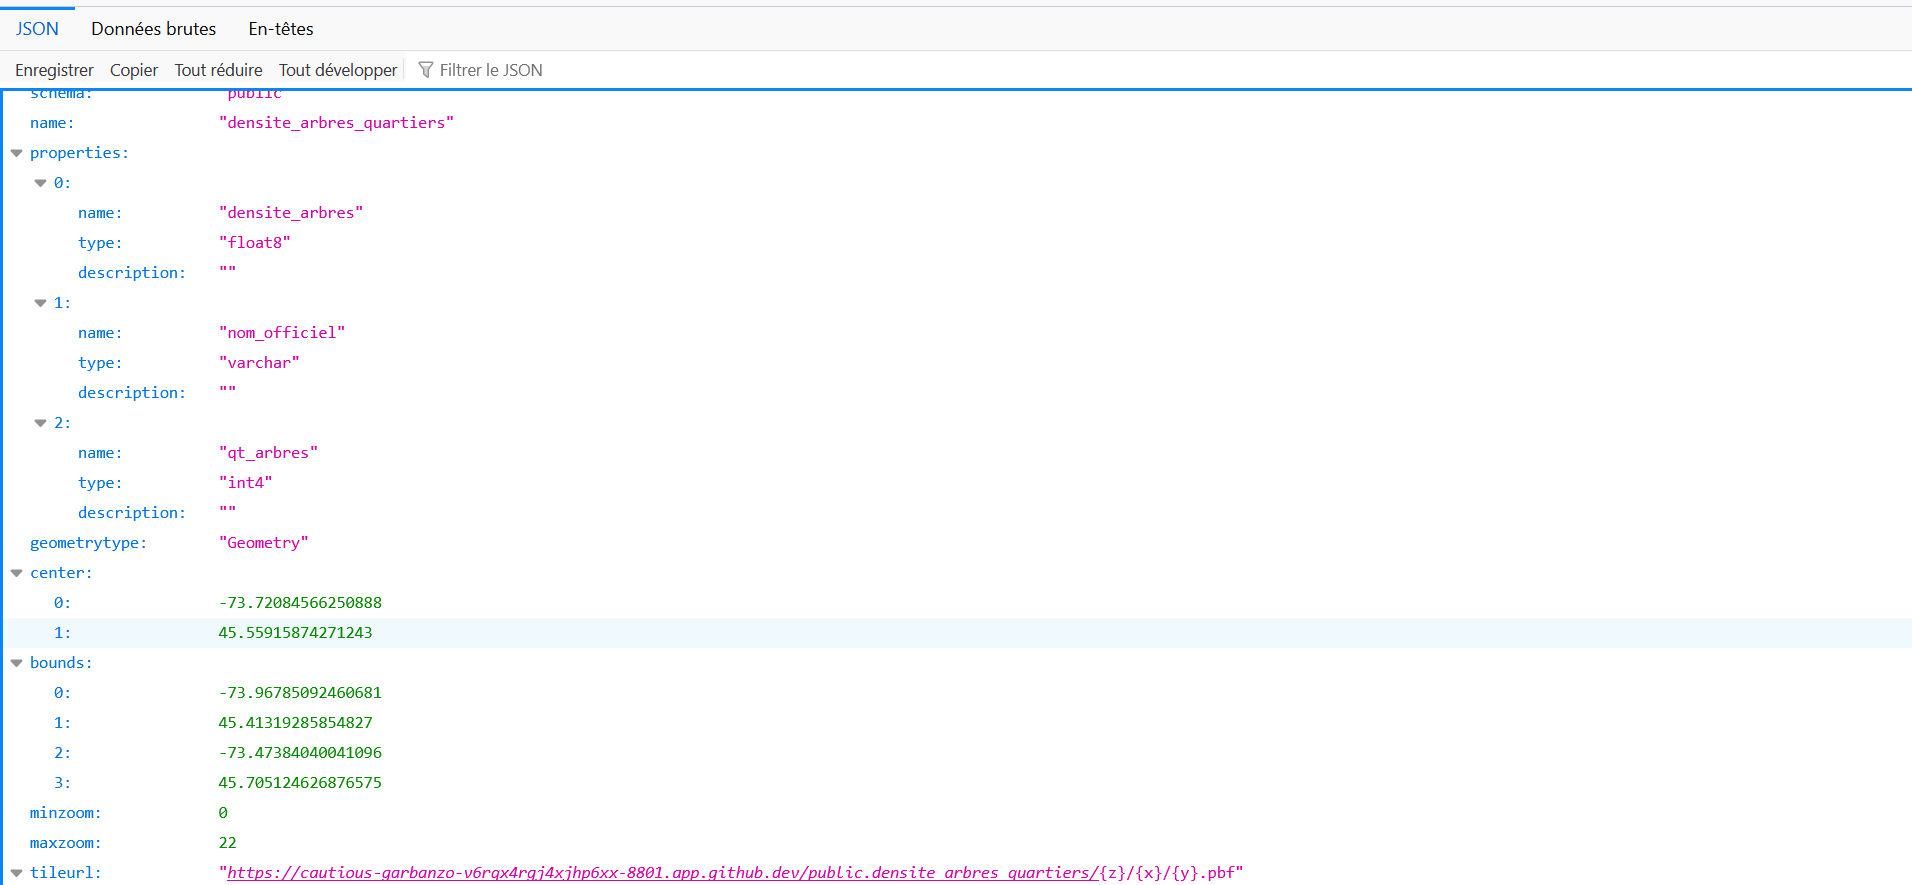 JSON Données brutes En-têtes
Enregistrer Copier Tout réduire Tout développer Filtrer le JSON
schema: "public"
name: "densite_arbres_quartiers"
properties:
0:
name: "densite_arbres"
type: "float8"
description: ""
1:
name: "nom_officiel"
type: "varchar"
description: ""
2:
name: "qt_arbres"
type: "int4"
description: ""
geometrytype: "Geometry"
center:
0: -73.72084566250888
1: 45.55915874271243
bounds:
0: -73.96785092460681
1: 45.41319285854827
2: -73.47384040041096
3: 45.705124626876575
minzoom: 0
maxzoom: 22
tileurl: "https://cautious-garbanzo-v6rqx4rgj4xjhp6xx-8801.app.github.dev/public.densite_arbres_quartiers/{z}/{x}/{y}.pbf"